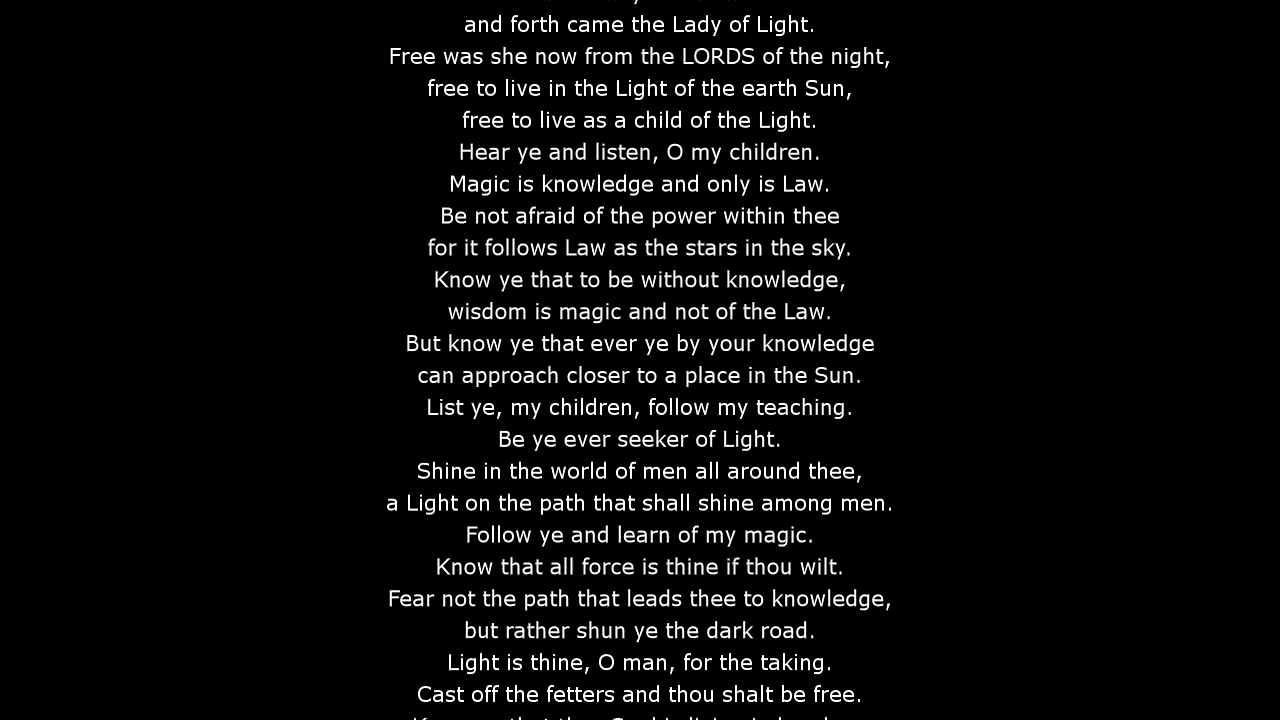 and forth came the Lady of Light.
Free was she now from the LORDS of the night,
free to live in the Light of the earth Sun,
free to live as a child of the Light.
Hear ye and listen, O my children.
Magic is knowledge and only is Law.
Be not afraid of the power within thee
for it follows Law as the stars in the sky.
Know ye that to be without knowledge,
wisdom is magic and not of the Law.
But know ye that ever ye by your knowledge
can approach closer to a place in the Sun.
List ye, my children, follow my teaching.
Be ye ever seeker of Light.
Shine in the world of men all around thee,
a Light on the path that shall shine among men.
Follow ye and learn of my magic.
Know that all force is thine if thou wilt.
Fear not the path that leads thee to knowledge,
but rather shun ye the dark road.
Light is thine, O man, for the taking.
Cast off the fetters and thou shalt be free.